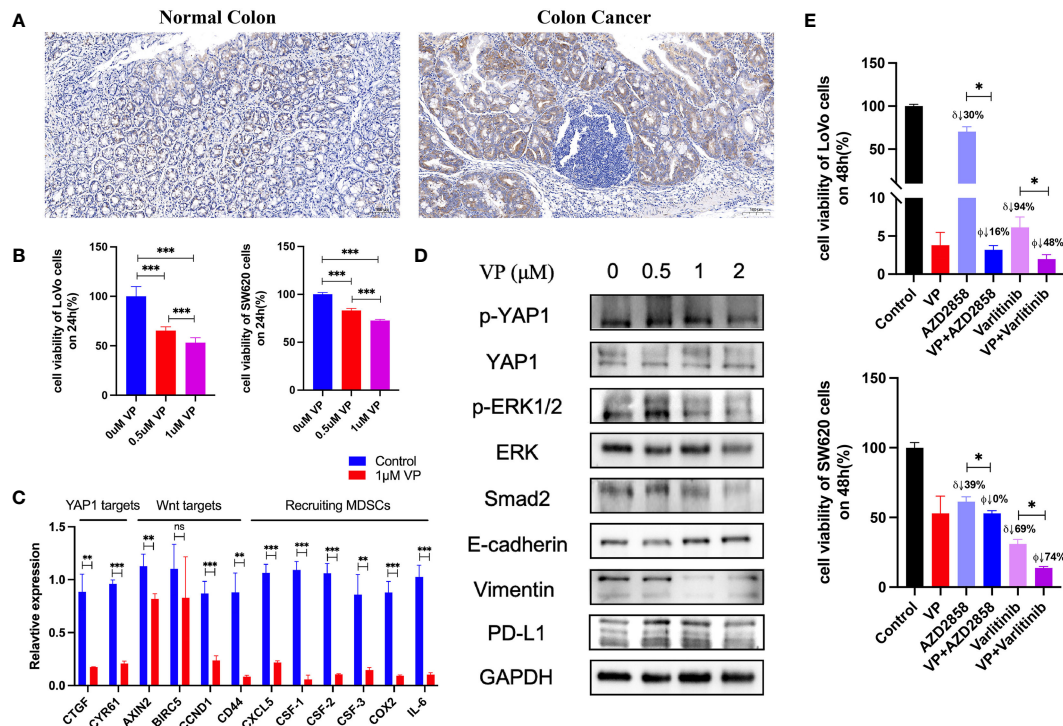 A
Normal Colon
Colon Cancer
B
cell viability of LoVo cells
on 24h(%)
150
100
50
0
***
***
***
0uM VP
0.5uM VP
1uM VP
cell viability of SW620 cells
on 24h(%)
150
100
50
0
***
***
***
0uM VP
0.5uM VP
1uM VP
Control
1μM VP
C
YAP1 targets
Wnt targets
Recruiting MDSCs
Relavtive expression
1.5
1.0
0.5
0.0
**
***
**
ns
***
**
***
***
***
**
***
***
CTGF
CYR61
AXIN2
BIRC5
CCND1
CD44
CXCL5
CSF-1
CSF-2
CSF-3
COX2
IL-6
D
VP (μM)
0 0.5 1 2
p-YAP1
YAP1
p-ERK1/2
ERK
Smad2
E-cadherin
Vimentin
PD-L1
GAPDH
E
cell viability of LoVo cells
on 48h(%)
150
100
50
10
5
0
*
δ↓30%
*
δ↓94%
ϕ↓16%
ϕ↓48%
Control
VP
AZD2858
VP+AZD2858
Varlitinib
VP+Varlitinib
cell viability of SW620 cells
on 48h(%)
150
100
50
0
*
δ↓39%
ϕ↓0%
*
δ↓69%
ϕ↓74%
Control
VP
AZD2858
VP+AZD2858
Varlitinib
VP+Varlitinib